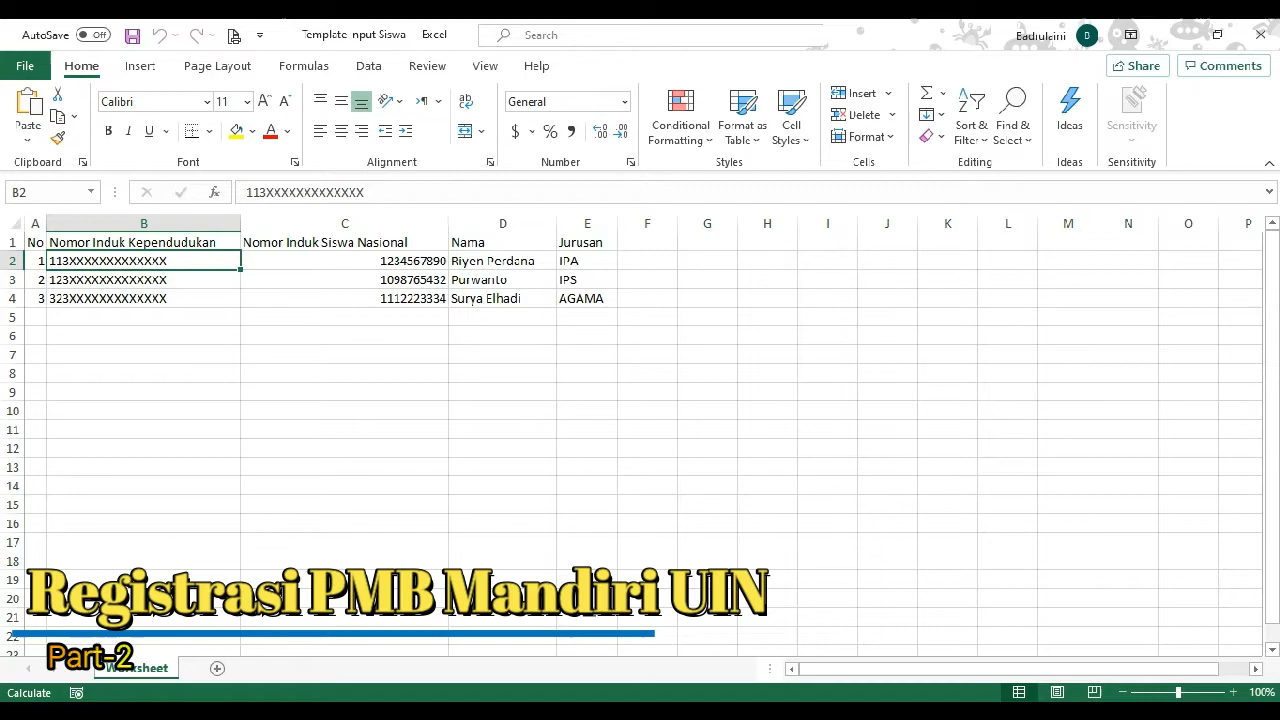 AutoSave Off Template Input Siswa - Excel Search Badrulaini B
File Home Insert Page Layout Formulas Data Review View Help Share Comments
Calibri 11 General Insert
Paste B I U $ % Delete Conditional Format as Cell Sort & Find & Ideas Sensitivity
Format Formatting Table Styles Filter Select
Clipboard Font Alignment Number Styles Cells Editing Ideas Sensitivity
B2 fx 113XXXXXXXXXXXXX
A B C D E F G H I J K L M N O P
1 No Nomor Induk Kependudukan Nomor Induk Siswa Nasional Nama Jurusan
2 1 113XXXXXXXXXXXXX 1234567890 Riyen Perdana IPA
3 2 123XXXXXXXXXXXXX 1098765432 Purwanto IPS
4 3 323XXXXXXXXXXXXX 1112223334 Surya Elhadi AGAMA
5
6
7
8
9
10
11
12
13
14
15
16
17
18
19
20
21
22
23
Registrasi PMB Mandiri UIN
Part-2
Worksheet
Calculate 100%